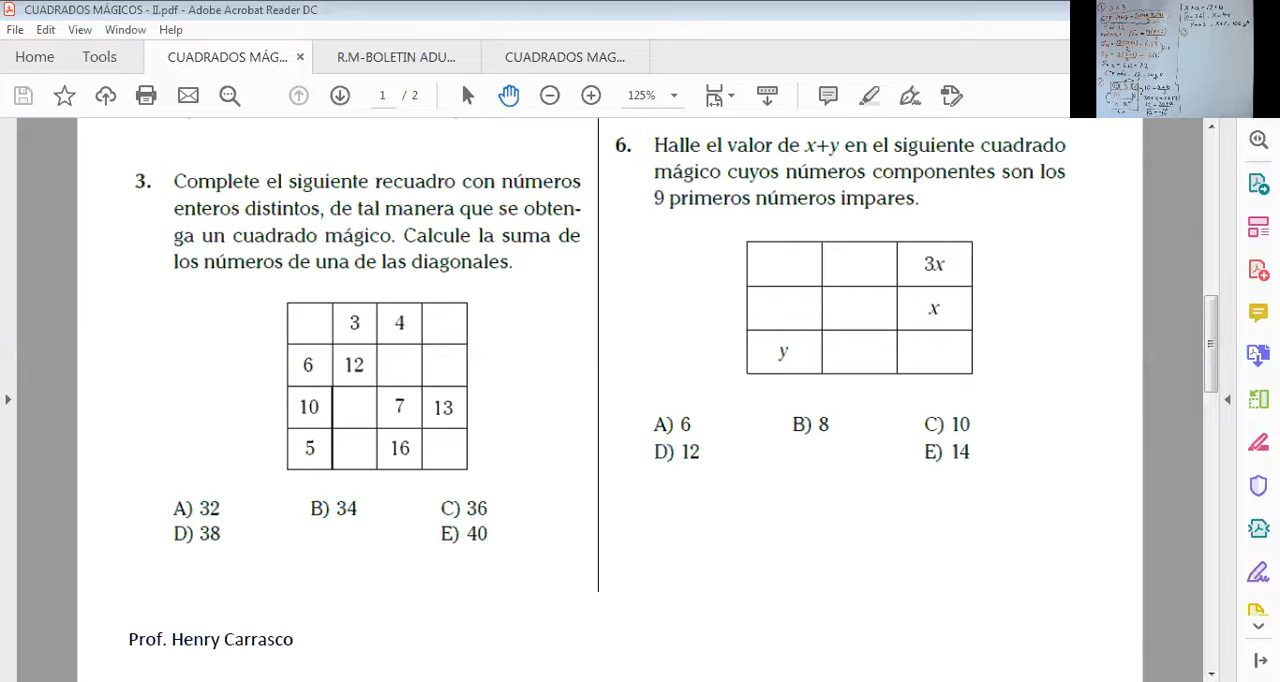 CUADRADOS MÁGICOS - II.pdf - Adobe Acrobat Reader DC
File Edit View Window Help
Home Tools CUADRADOS MÁG... × R.M-BOLETIN ADU... CUADRADOS MAG...
1 / 2 125%
3. Complete el siguiente recuadro con números
enteros distintos, de tal manera que se obten-
ga un cuadrado mágico. Calcule la suma de
los números de una de las diagonales.
3 4
6 12
10 7 13
5 16
A) 32 B) 34 C) 36
D) 38 E) 40
Prof. Henry Carrasco
6. Halle el valor de x+y en el siguiente cuadrado
mágico cuyos números componentes son los
9 primeros números impares.
3x
x
y
A) 6 B) 8 C) 10
D) 12 E) 14